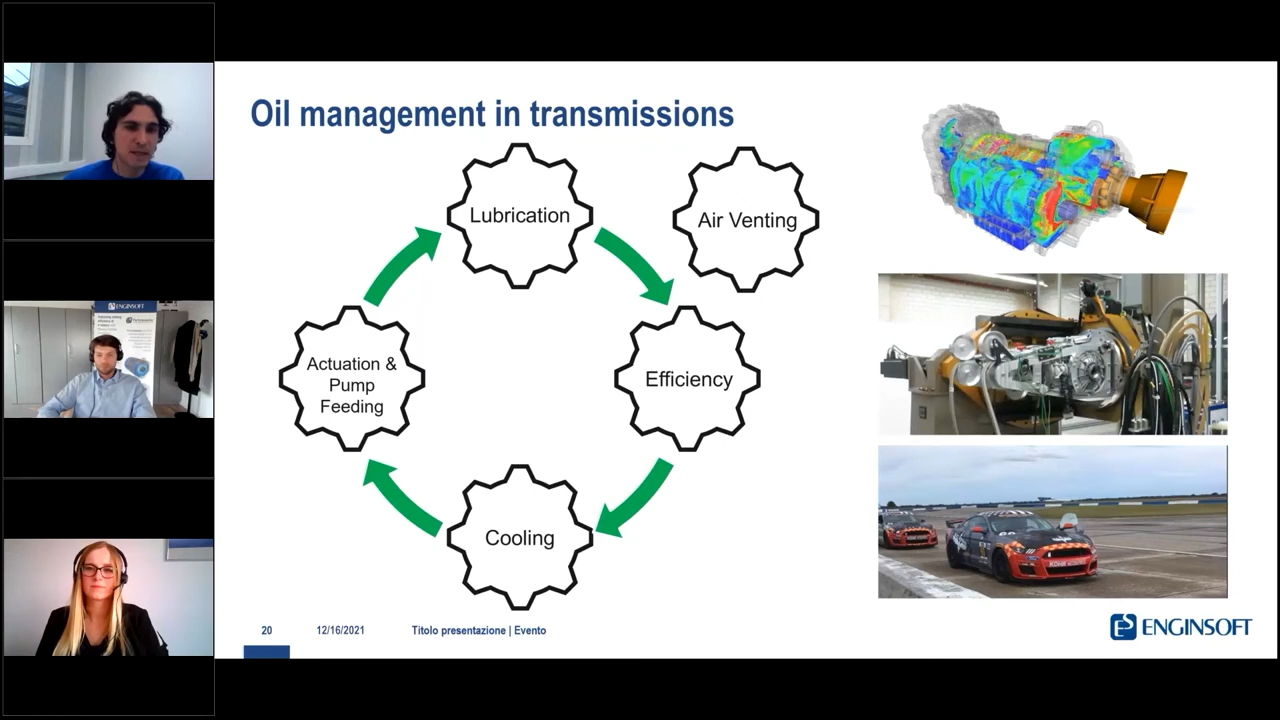 Oil management in transmissions
Lubrication
Air Venting
Actuation &
Pump
Feeding
Efficiency
Cooling
20
12/16/2021
Titolo presentazione | Evento
ENGINSOFT
ENGINSOFT